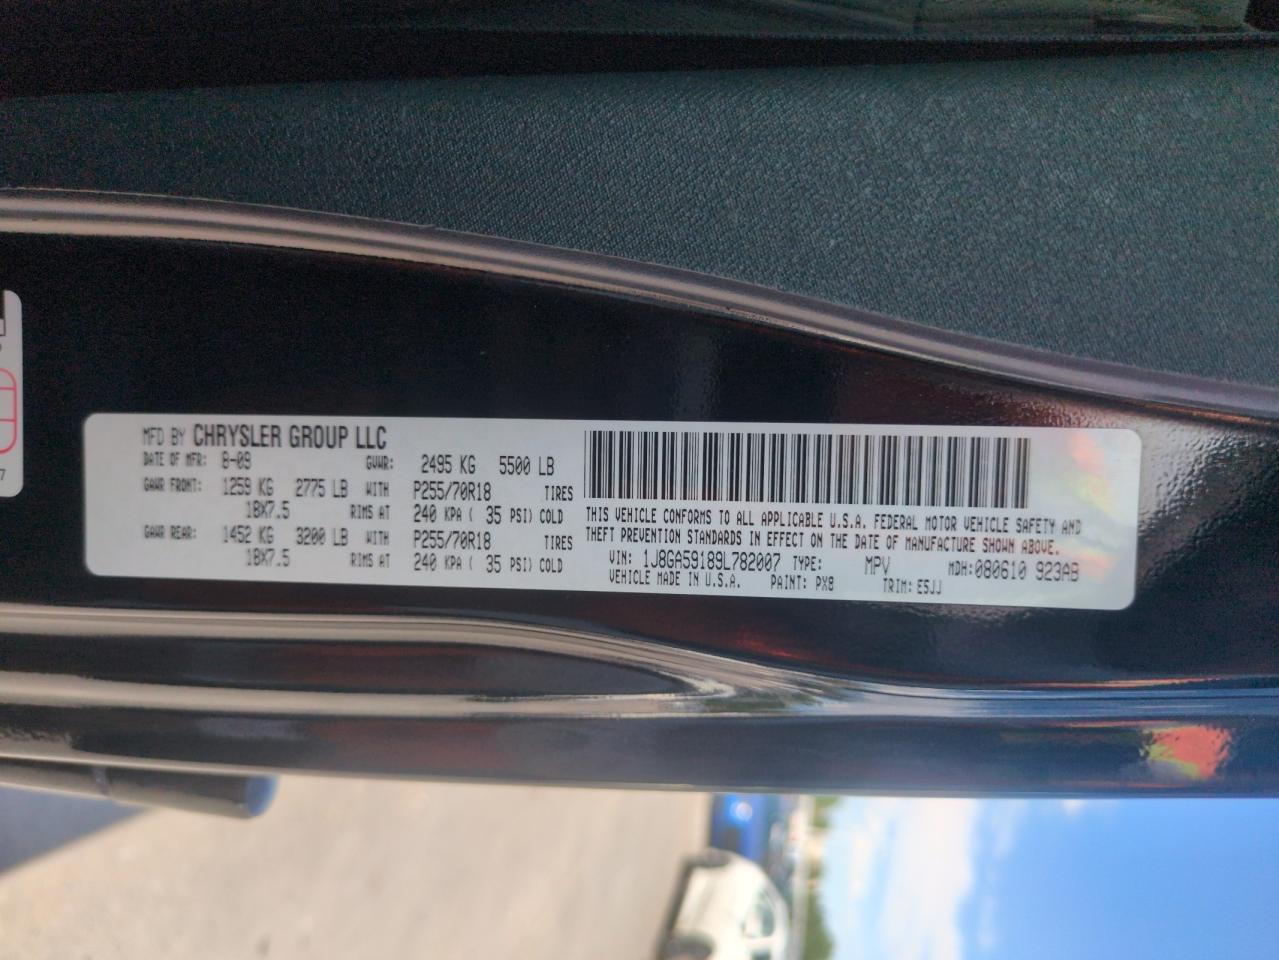 MFD BY CHRYSLER GROUP LLC
DATE OF MFR: 8-09 GVWR: 2495 KG 5500 LB
GAWR FRONT: 1259 KG 2775 LB WITH P255/70R18 TIRES
18X7.5 RIMS AT 240 KPA ( 35 PSI) COLD
GAWR REAR: 1452 KG 3200 LB WITH P255/70R18 TIRES
18X7.5 RIMS AT 240 KPA ( 35 PSI) COLD
THIS VEHICLE CONFORMS TO ALL APPLICABLE U.S.A. FEDERAL MOTOR VEHICLE SAFETY AND
THEFT PREVENTION STANDARDS IN EFFECT ON THE DATE OF MANUFACTURE SHOWN ABOVE.
VIN: 1J8GA59189L782007 TYPE: MPV MDH:080610 923AB
VEHICLE MADE IN U.S.A. PAINT: PX8 TRIM: E5JJ
7